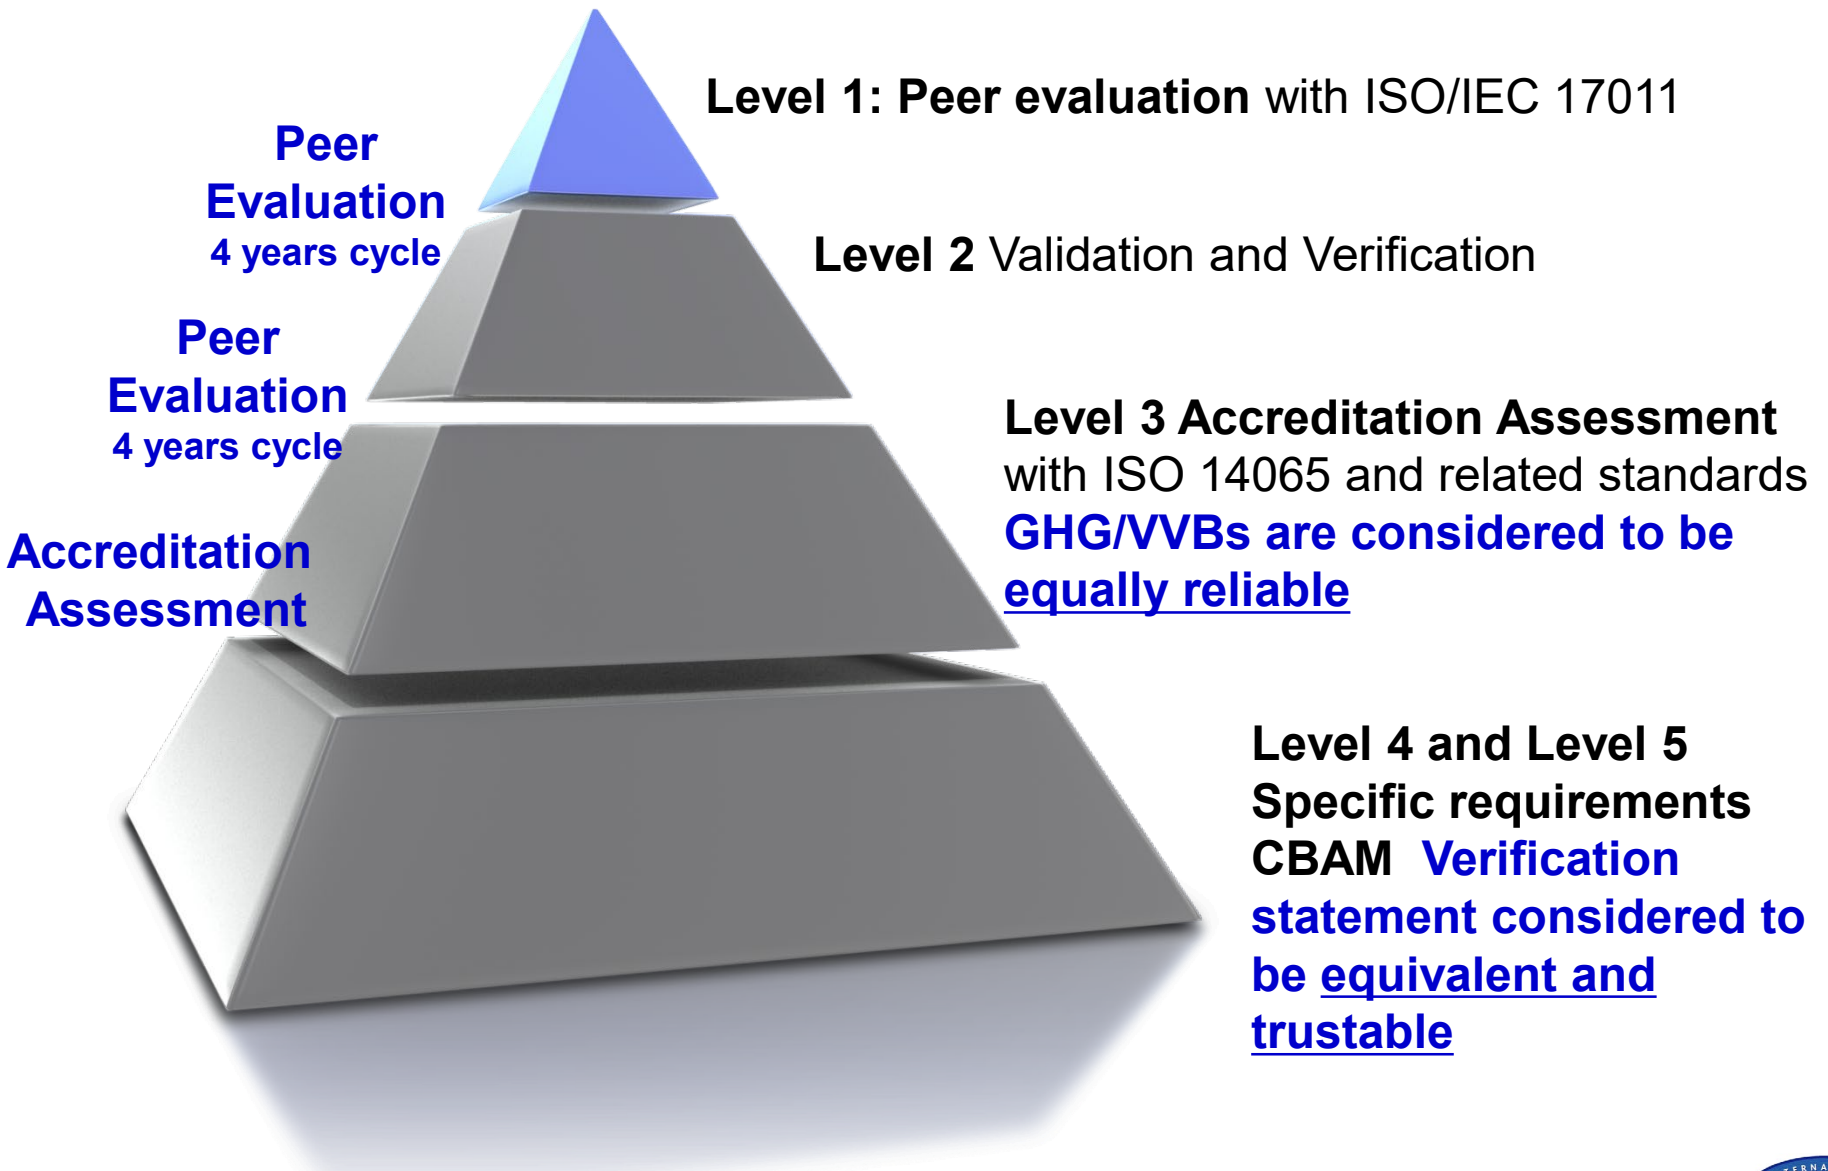 Level 1: Peer evaluation with ISO/IEC 17011
Peer
Evaluation
4 years cycle
Level 2 Validation and Verification
Peer
Evaluation
4 years cycle
Level 3 Accreditation Assessment
with ISO 14065 and related standards
GHG/VVBs are considered to be
equally reliable
Accreditation
Assessment
Level 4 and Level 5
Specific requirements
CBAM Verification
statement considered to
be equivalent and
trustable